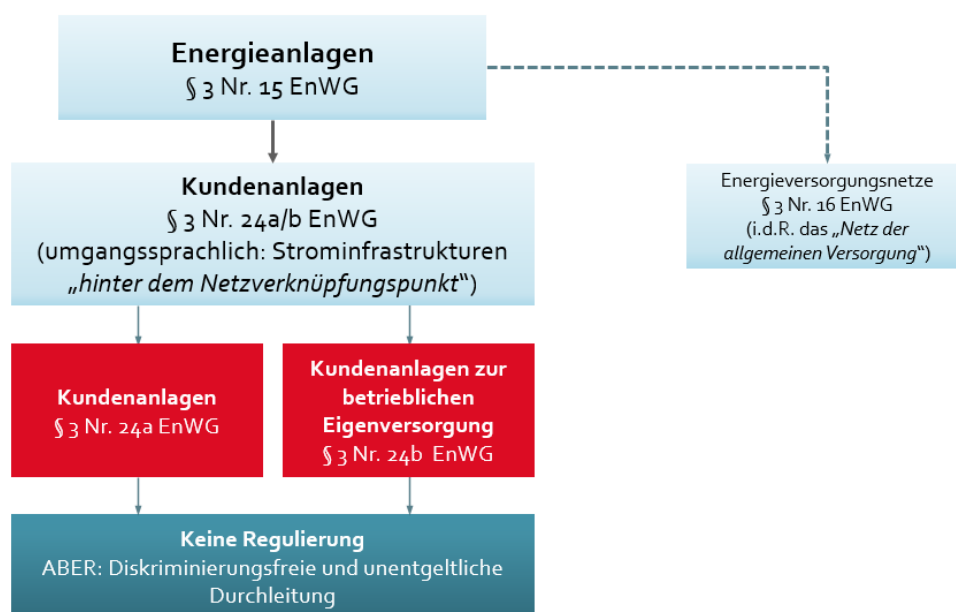 Energieanlagen
§ 3 Nr. 15 EnWG
Kundenanlagen
§ 3 Nr. 24a/b EnWG
(umgangssprachlich: Strominfrastrukturen
„hinter dem Netzverknüpfungspunkt“)
Energieversorgungsnetze
§ 3 Nr. 16 EnWG
(i.d.R. das „Netz der
allgemeinen Versorgung“)
Kundenanlagen
§ 3 Nr. 24a EnWG
Kundenanlagen zur
betrieblichen
Eigenversorgung
§ 3 Nr. 24b EnWG
Keine Regulierung
ABER: Diskriminierungsfreie und unentgeltliche
Durchleitung